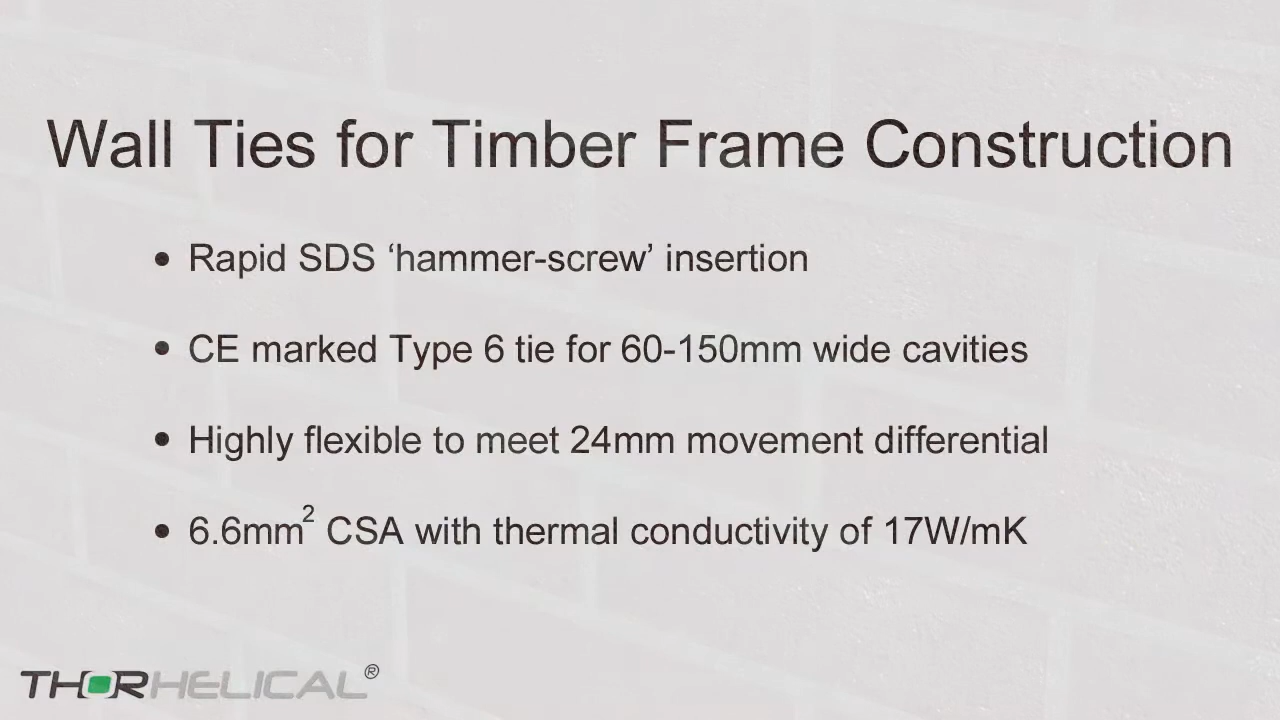 Wall Ties for Timber Frame Construction
• Rapid SDS ‘hammer-screw’ insertion
• CE marked Type 6 tie for 60-150mm wide cavities
• Highly flexible to meet 24mm movement differential
• 6.6mm² CSA with thermal conductivity of 17W/mK
THORHELICAL®